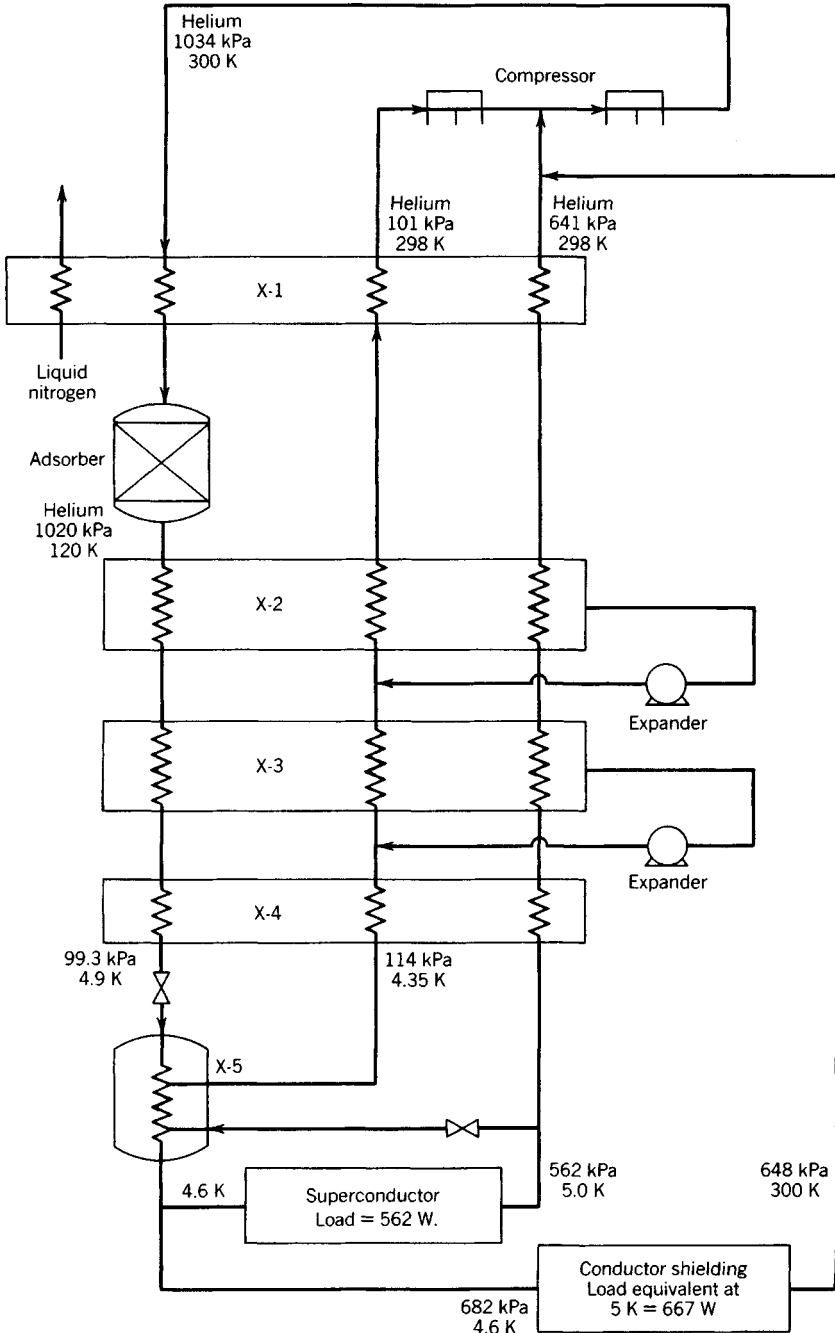 Helium
1034 kPa
300 K
Compressor
Helium
101 kPa
298 K
Helium
641 kPa
298 K
X-1
Liquid
nitrogen
Adsorber
Helium
1020 kPa
120 K
X-2
Expander
X-3
Expander
X-4
99.3 kPa
4.9 K
114 kPa
4.35 K
X-5
4.6 K
Superconductor
Load = 562 W.
562 kPa
5.0 K
648 kPa
300 K
682 kPa
4.6 K
Conductor shielding
Load equivalent at
5 K = 667 W